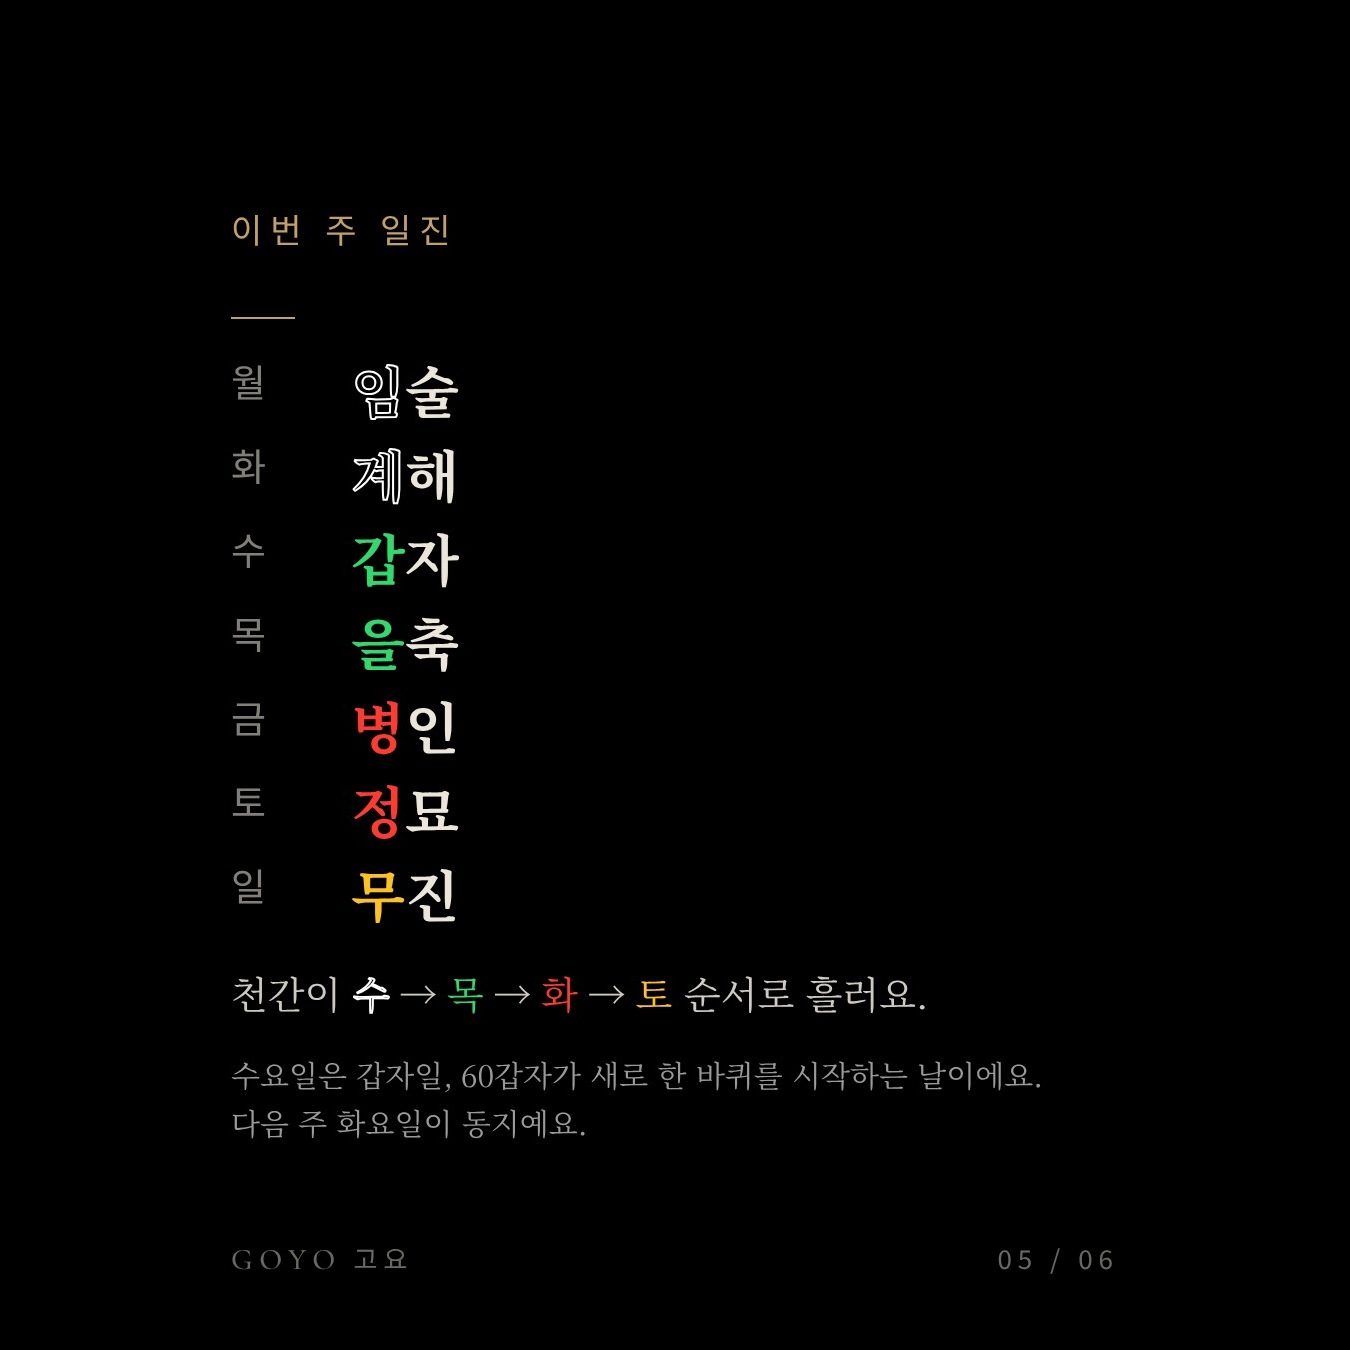 이번 주 일진
월 임술
화 계해
수 갑자
목 을축
금 병인
토 정묘
일 무진
천간이 수 → 목 → 화 → 토 순서로 흘러요.
수요일은 갑자일, 60갑자가 새로 한 바퀴를 시작하는 날이에요.
다음 주 화요일이 동지예요.
GOYO 고요 05 / 06